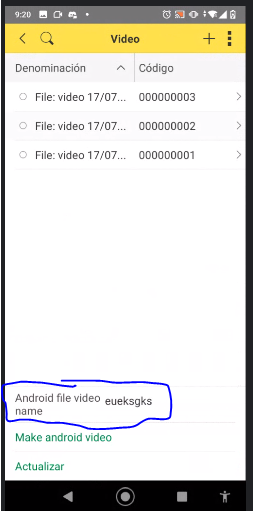 9:20
Video
Denominación Código
File: video 17/07... 000000003
File: video 17/07... 000000002
File: video 17/07... 000000001
Android file video name eueksgks
Make android video
Actualizar